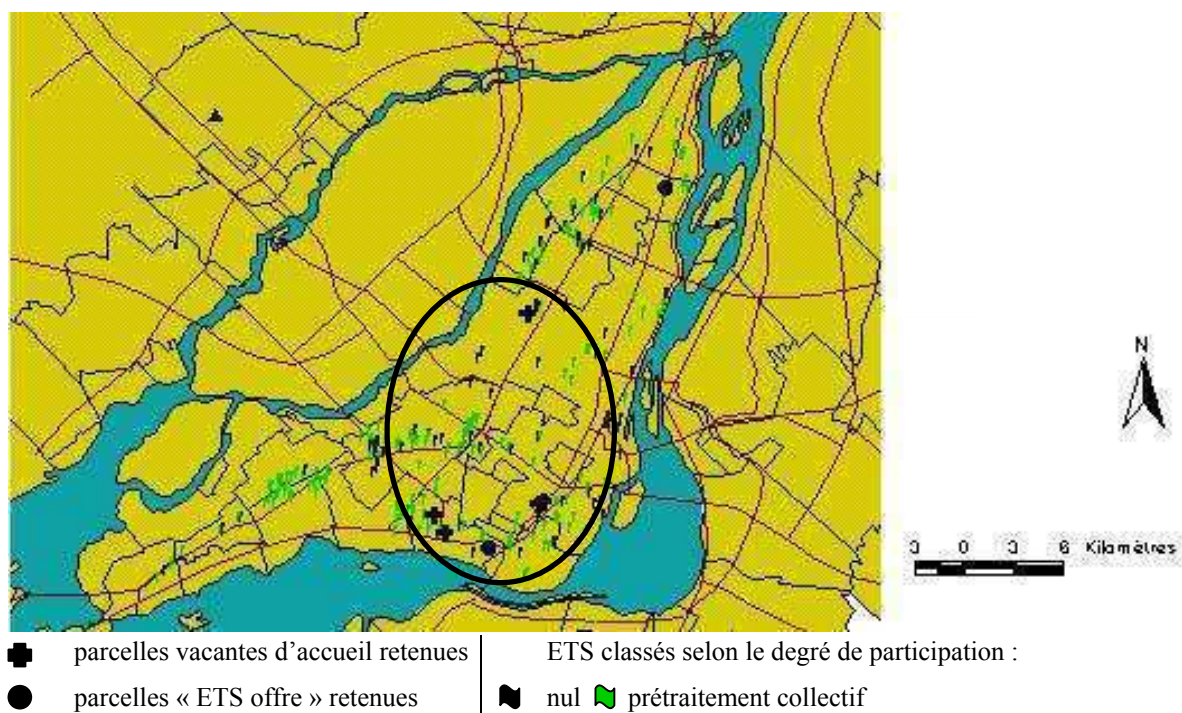 N
3 0 3 6 Kilomètres
parcelles vacantes d’accueil retenues
parcelles « ETS offre » retenues
ETS classés selon le degré de participation :
nul prétraitement collectif